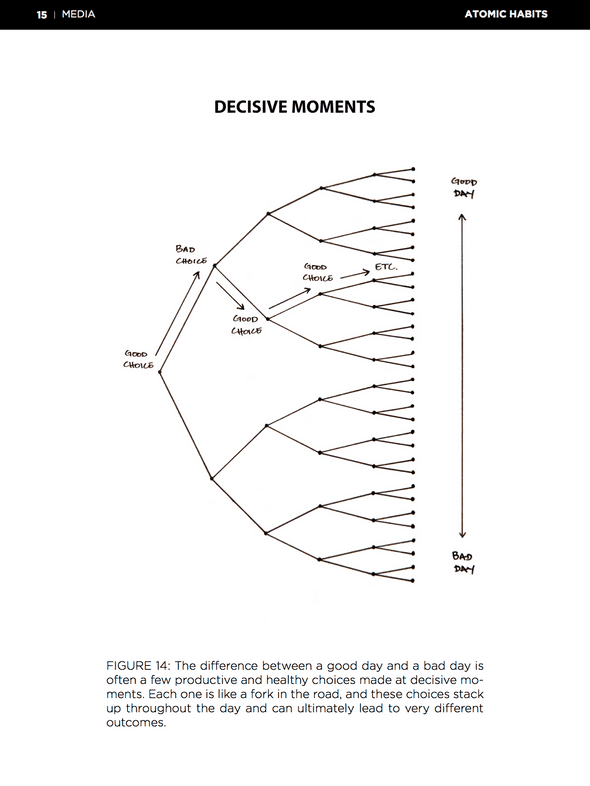 15 | MEDIA
ATOMIC HABITS
DECISIVE MOMENTS
GOOD
DAY
BAD
CHOICE
GOOD
CHOICE
ETC.
GOOD
CHOICE
GOOD
CHOICE
BAD
DAY
FIGURE 14: The difference between a good day and a bad day is
often a few productive and healthy choices made at decisive mo-
ments. Each one is like a fork in the road, and these choices stack
up throughout the day and can ultimately lead to very different
outcomes.